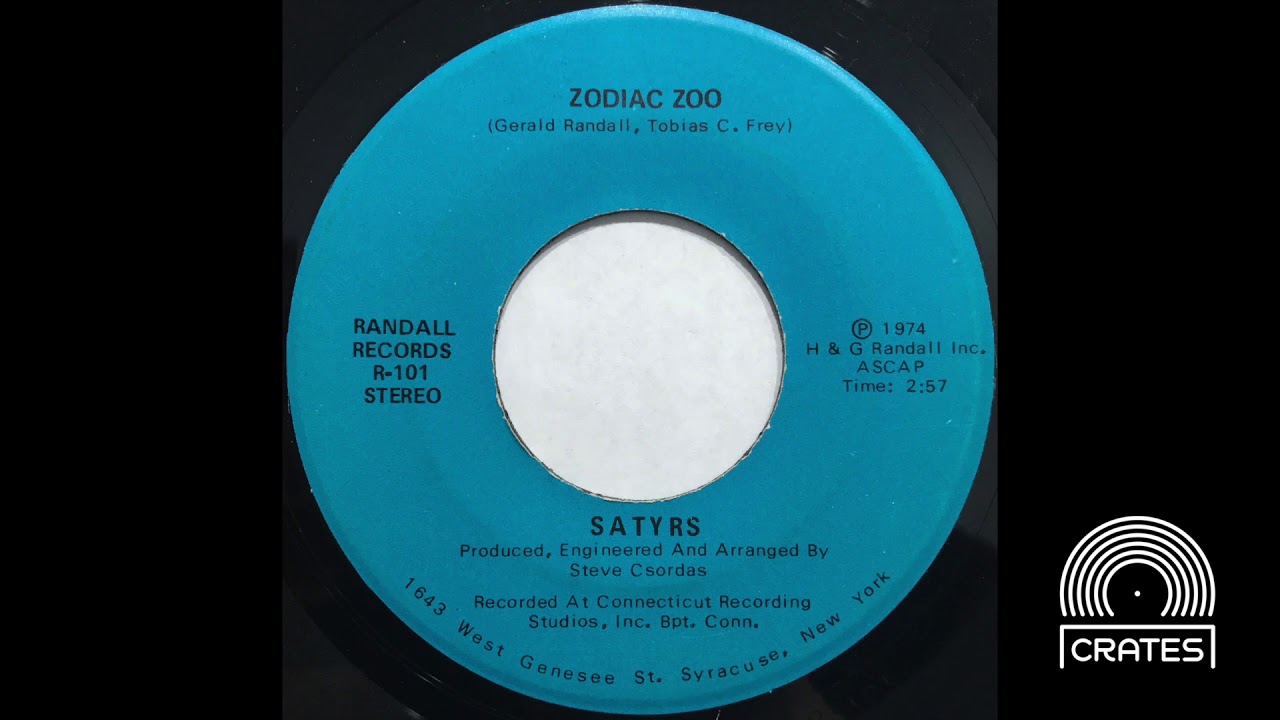 ZODIAC ZOO
(Gerald Randall, Tobias C. Frey)
RANDALL
RECORDS
R-101
STEREO
℗ 1974
H & G Randall Inc.
ASCAP
Time: 2:57
SATYRS
Produced, Engineered And Arranged By
Steve Csordas
Recorded At Connecticut Recording
Studios, Inc. Bpt. Conn.
1643 West Genesee St. Syracuse, New York
CRATES